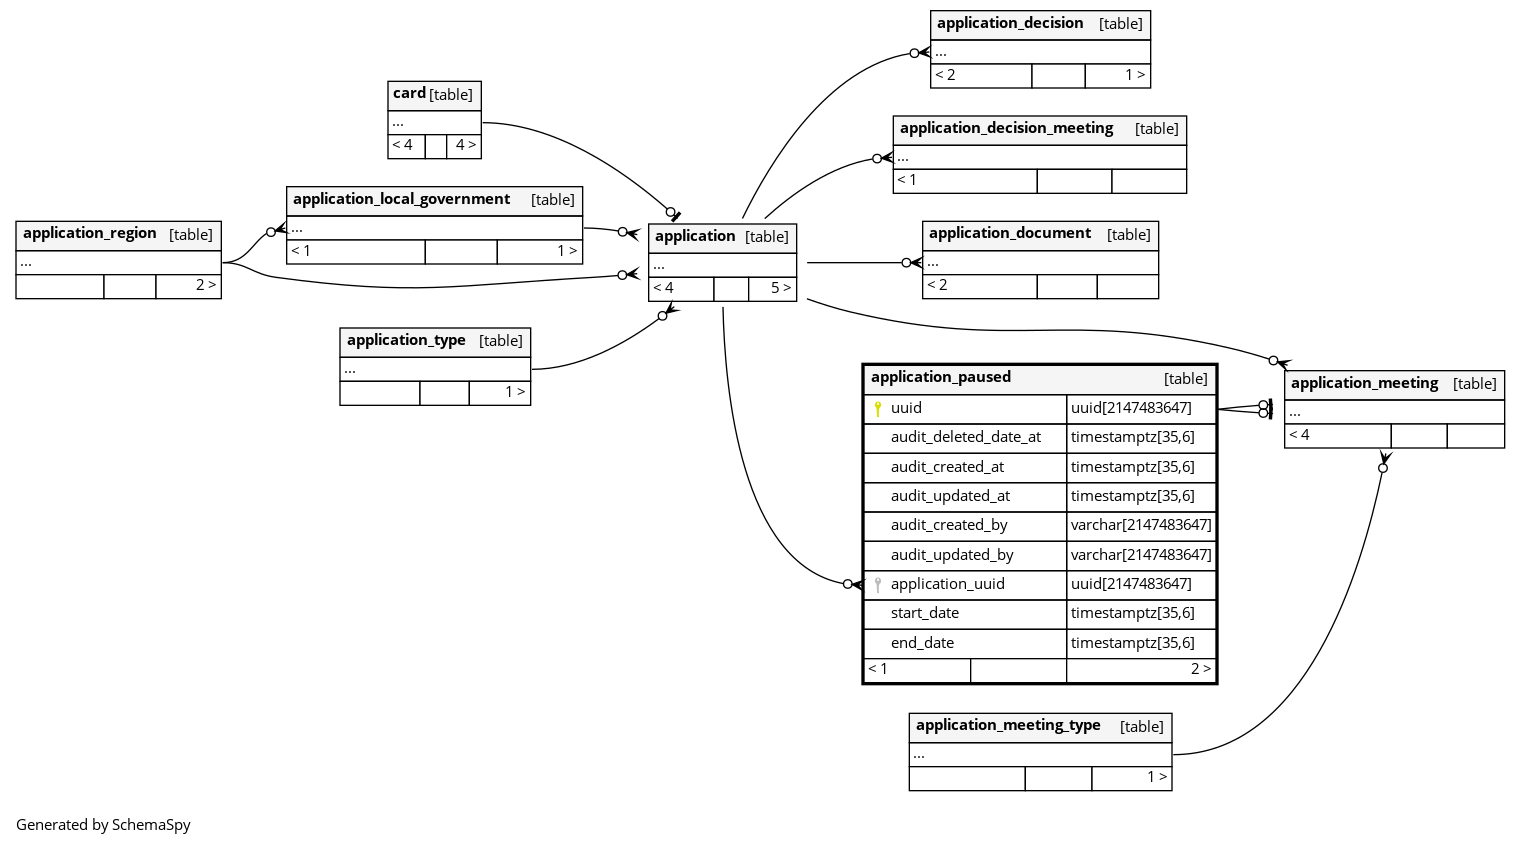 application_decision [table]
...
< 2 1 >
card [table]
...
< 4 4 >
application_decision_meeting [table]
...
< 1
application_local_government [table]
...
< 1 1 >
application_region [table]
...
2 >
application [table]
...
< 4 5 >
application_document [table]
...
< 2
application_type [table]
...
1 >
application_paused [table]
uuid uuid[2147483647]
audit_deleted_date_at timestamptz[35,6]
audit_created_at timestamptz[35,6]
audit_updated_at timestamptz[35,6]
audit_created_by varchar[2147483647]
audit_updated_by varchar[2147483647]
application_uuid uuid[2147483647]
start_date timestamptz[35,6]
end_date timestamptz[35,6]
< 1 2 >
application_meeting [table]
...
< 4
application_meeting_type [table]
...
1 >
Generated by SchemaSpy